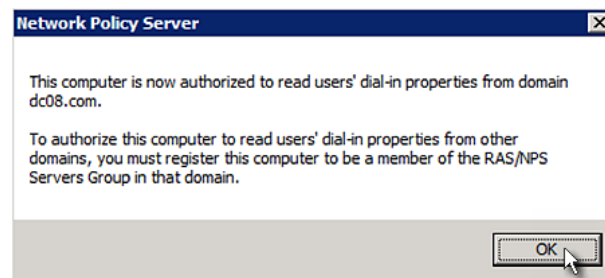 Network Policy Server
This computer is now authorized to read users' dial-in properties from domain
dc08.com.
To authorize this computer to read users' dial-in properties from other
domains, you must register this computer to be a member of the RAS/NPS
Servers Group in that domain.
OK